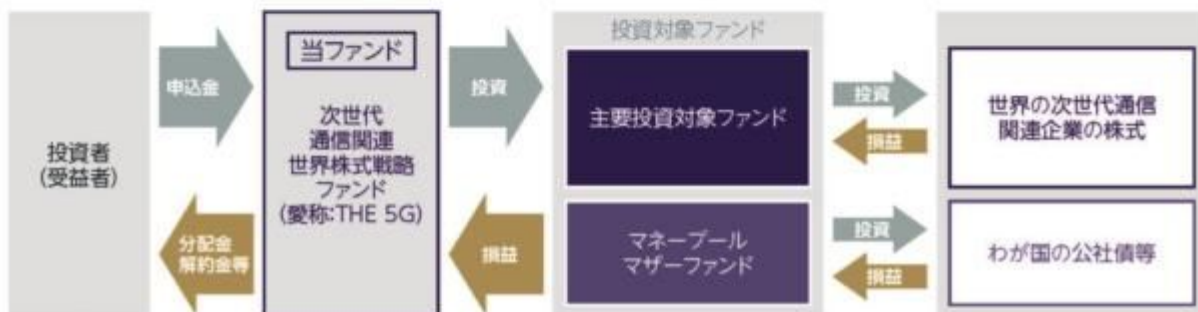 投資者
(受益者)
申込金
分配金
解約金等
当ファンド
次世代
通信関連
世界株式戦略
ファンド
(愛称:THE 5G)
投資
損益
投資対象ファンド
主要投資対象ファンド
マネープール
マザーファンド
投資
損益
投資
損益
世界の次世代通信
関連企業の株式
わが国の公社債等